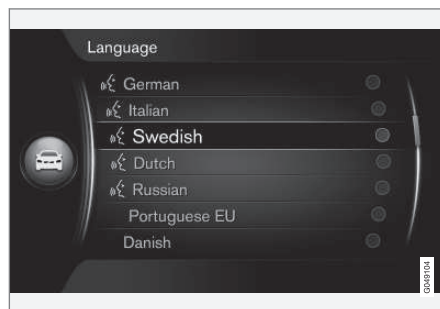 Language
German
Italian
Swedish
Dutch
Russian
Portuguese EU
Danish
G049104